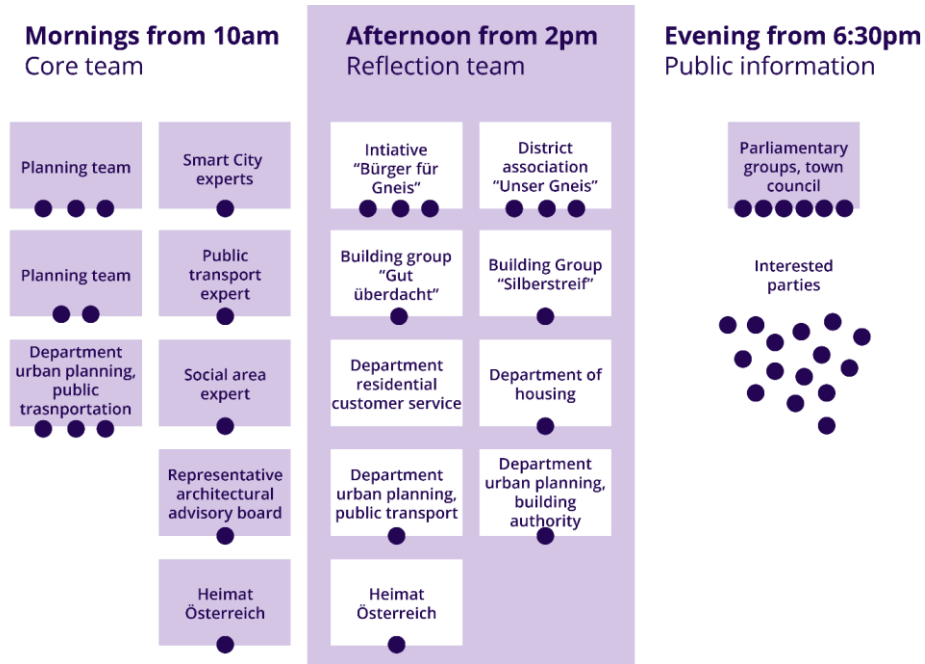 Mornings from 10am
Core team
Planning team
Smart City
experts
Planning team
Public
transport
expert
Department
urban planning,
public
trasnportation
Social area
expert
Representative
architectural
advisory board
Heimat
Österreich
Afternoon from 2pm
Reflection team
Intiative
“Bürger für
Gneis”
District
association
“Unser Gneis”
Building group
“Gut
überdacht”
Building Group
“Silberstreif”
Department
residential
customer service
Department of
housing
Department
urban planning,
public transport
Department
urban planning,
building
authority
Heimat
Österreich
Evening from 6:30pm
Public information
Parliamentary
groups, town
council
Interested
parties